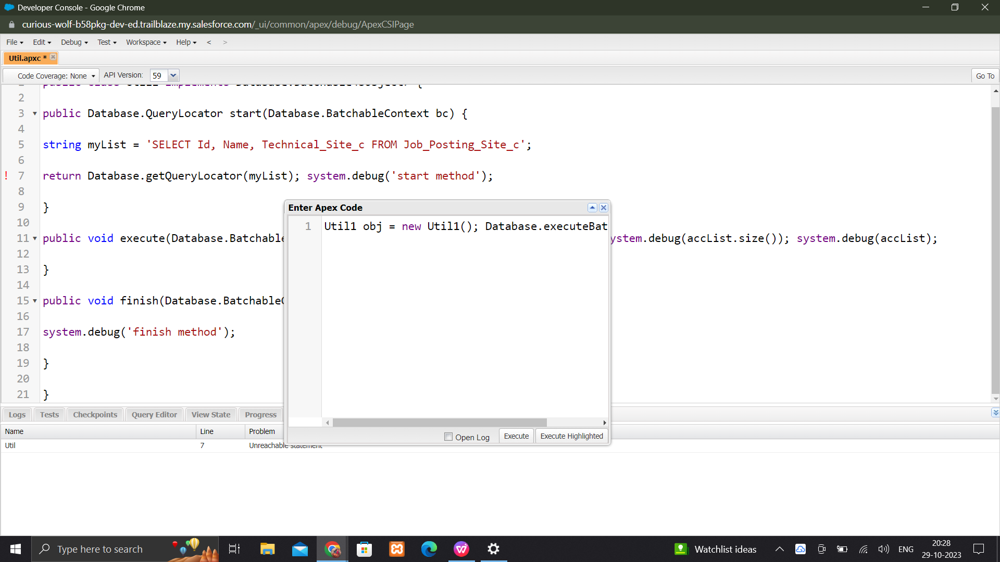 Developer Console - Google Chrome
curious-wolf-b58pkg-dev-ed.trailblaze.my.salesforce.com/_ui/common/apex/debug/ApexCSIPage
File Edit Debug Test Workspace Help < >
Util.apxc *
Code Coverage: None API Version: 59 Go To
2
3 public Database.QueryLocator start(Database.BatchableContext bc) {
4
5 string myList = 'SELECT Id, Name, Technical_Site_c FROM Job_Posting_Site_c';
6
! 7 return Database.getQueryLocator(myList); system.debug('start method');
8
9 }
10
11 public void execute(Database.Batchable ystem.debug(accList.size()); system.debug(accList);
12
13 }
14
15 public void finish(Database.Batchable
16
17 system.debug('finish method');
18
19 }
20
21 }
Enter Apex Code
1 Util1 obj = new Util1(); Database.executeBat
Open Log Execute Execute Highlighted
Logs Tests Checkpoints Query Editor View State Progress
Name Line Problem
Util 7 Unreachable statement
Type here to search
Watchlist ideas
ENG
20:28
29-10-2023